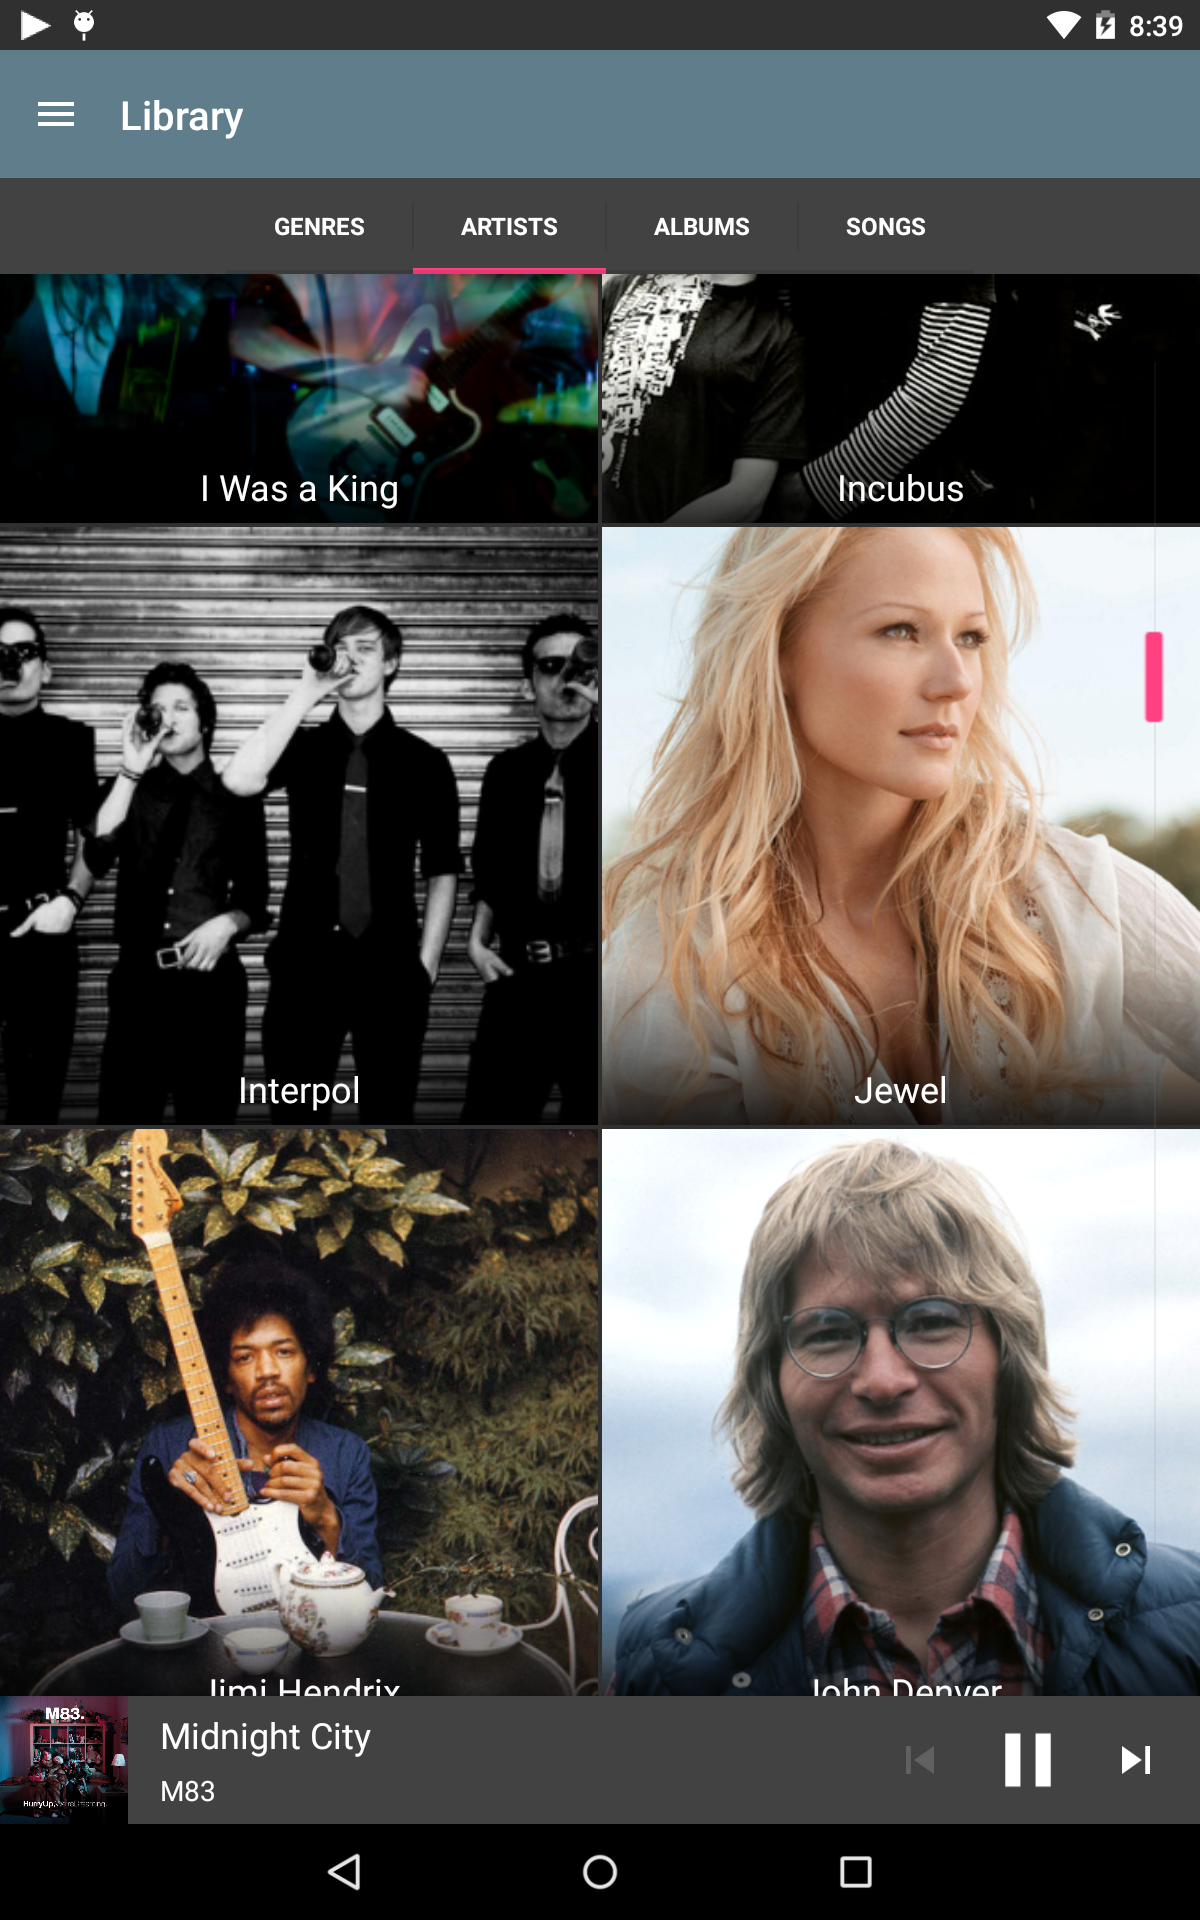 8:39
Library
GENRES
ARTISTS
ALBUMS
SONGS
I Was a King
Incubus
Interpol
Jewel
Jimi Hendrix
John Denver
M83.
Midnight City
M83